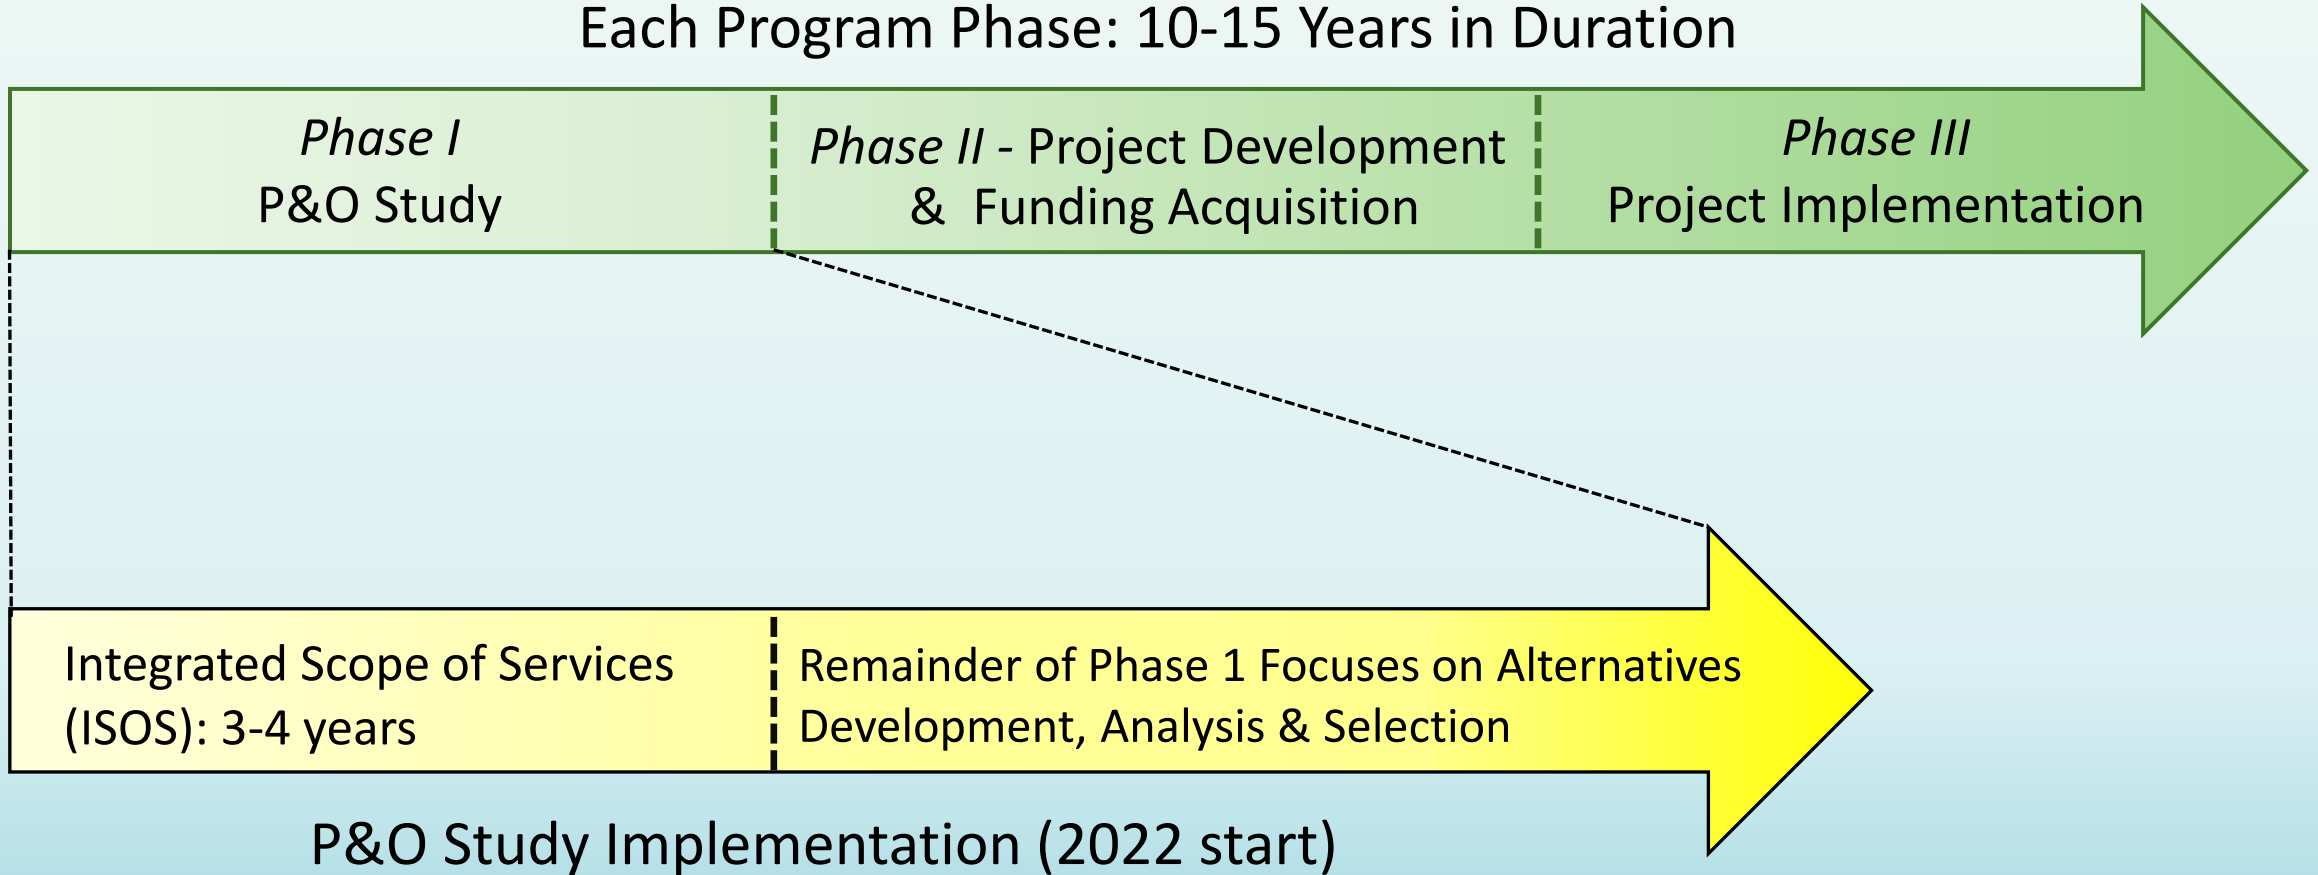 Each Program Phase: 10-15 Years in Duration
Phase I
P&O Study
Phase II - Project Development
& Funding Acquisition
Phase III
Project Implementation
Integrated Scope of Services
(ISOS): 3-4 years
Remainder of Phase 1 Focuses on Alternatives
Development, Analysis & Selection
P&O Study Implementation (2022 start)